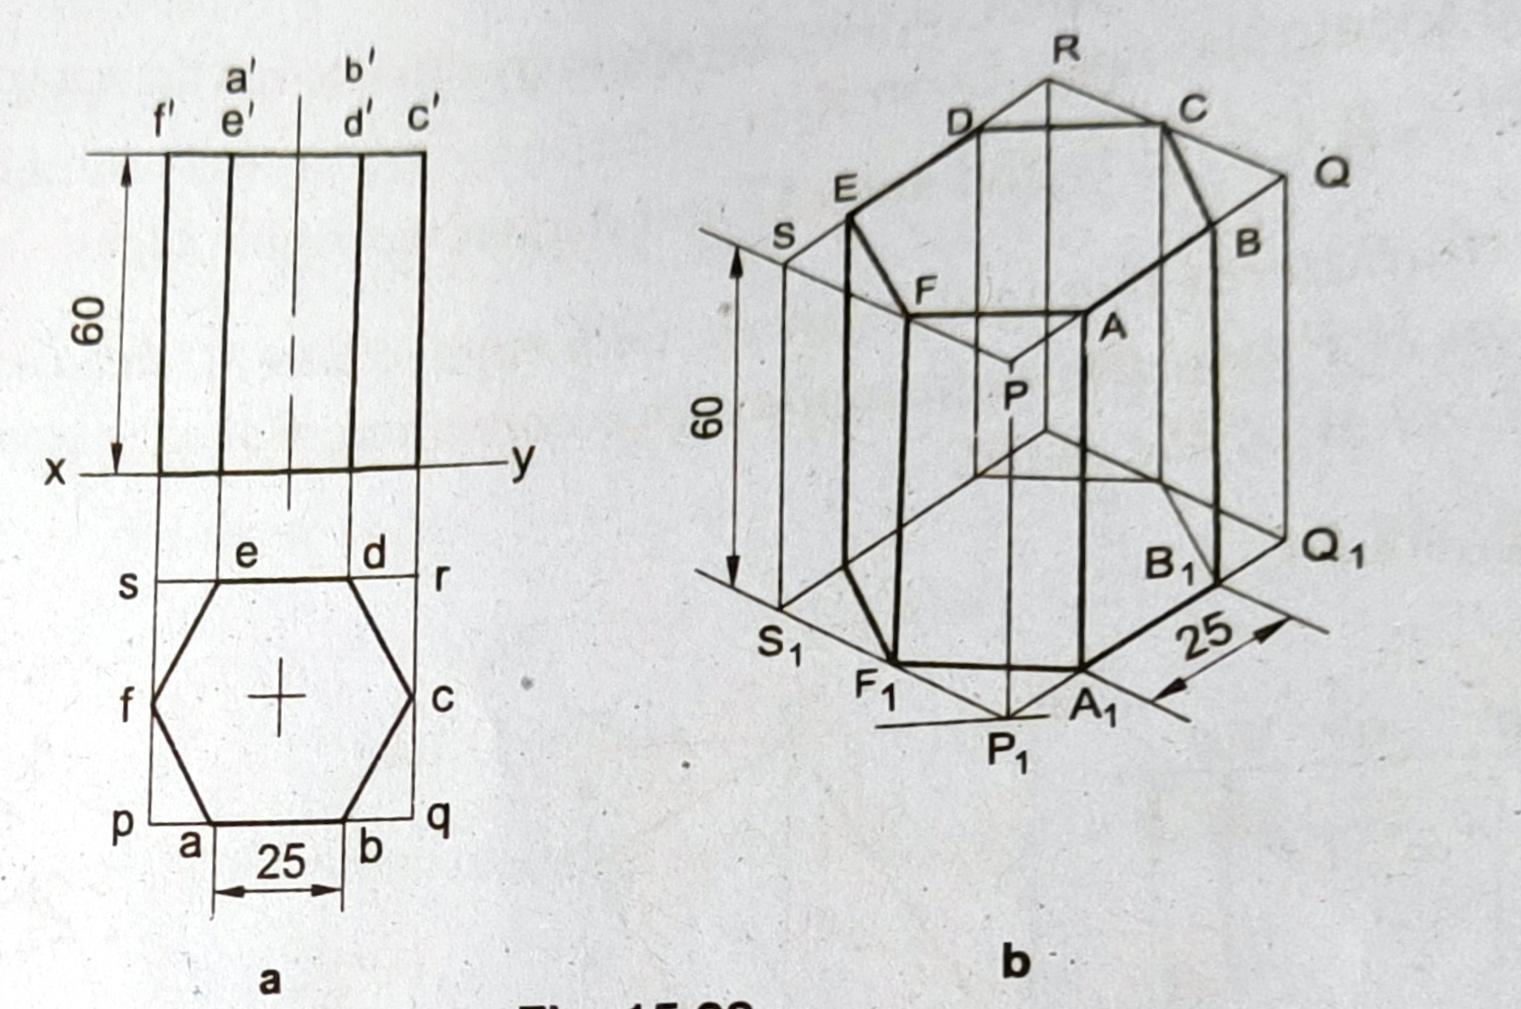 a' b'
f' e' d' c'
60
x y
e d
s r
f c
p q
a b
25
a
R
D C
E Q
S B
F A
P
60
B1 Q1
S1 25
F1 A1
P1
b